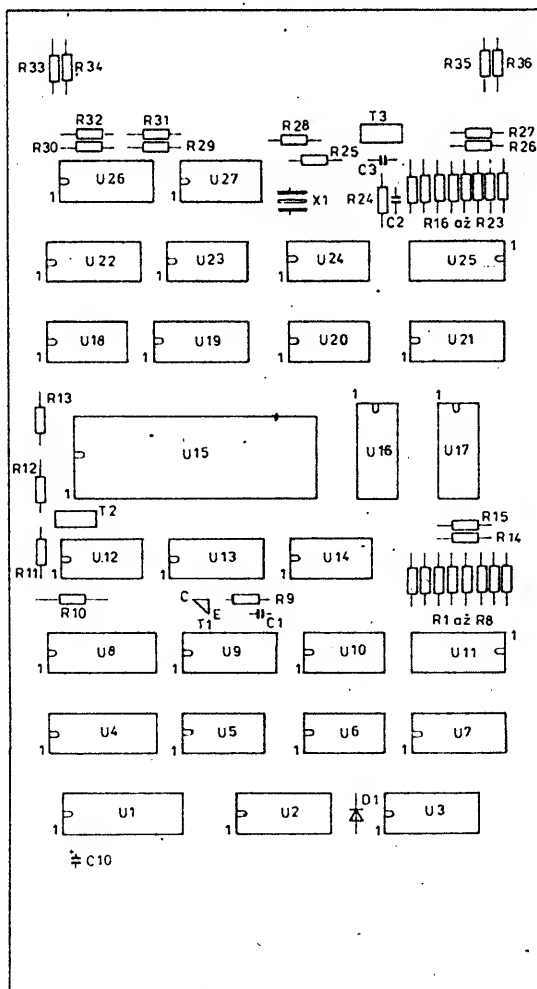 R33 R34 R35 R36
R32 R31 T3
R30 R29 R28 R27
R25 R26
C3
U26 U27 X1 R24
1 1 C2 R16 až R23
1
U22 U23 U24 U25
1 1 1
U18 U19 U20 U21
1 1 1 1
R13 1 1
U15 U16 U17
R12
1
T2 R15
R14
R11 U.12 U13 U14
1 1 1
R10 C R9
E
T1 C1 R1 až R8
1
U8 U9 U10 U11
1 1 1
U4 U5 U6 U7
1 1 1 1
D1
U1 U2 U3
1 1 1
+
C10